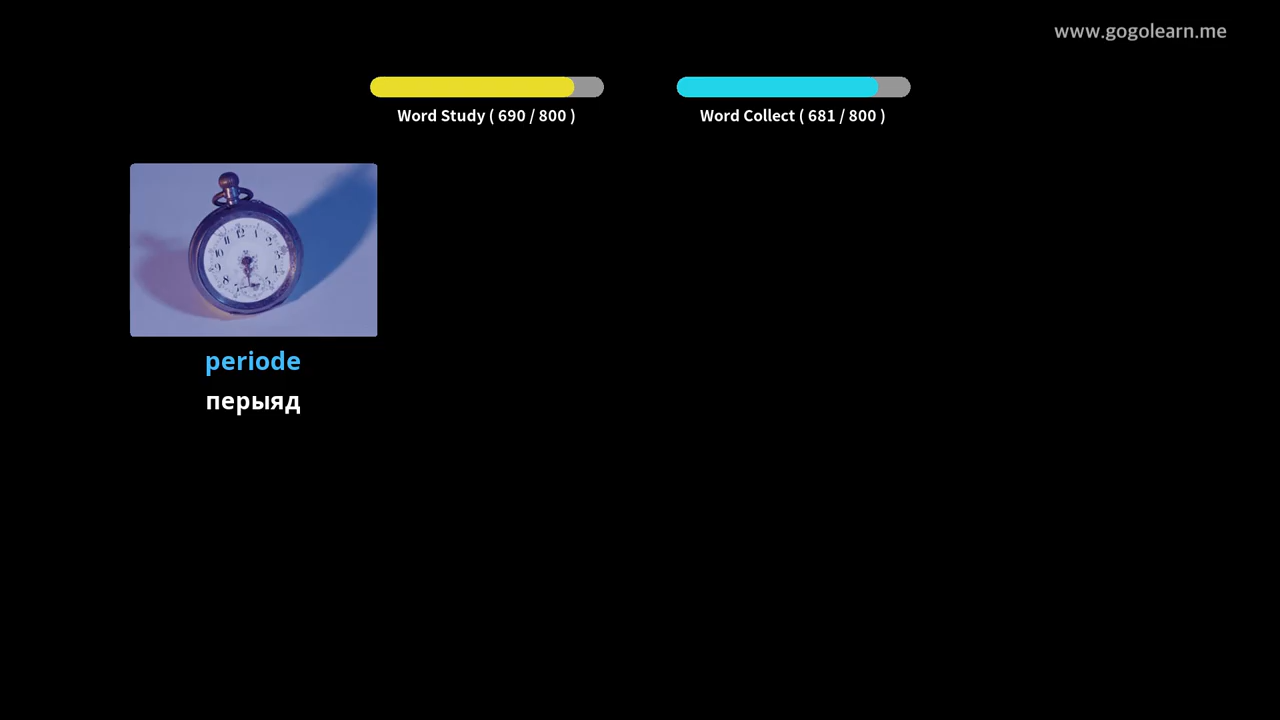 www.gogolearn.me
Word Study ( 690 / 800 )
Word Collect ( 681 / 800 )
periode
перыяд